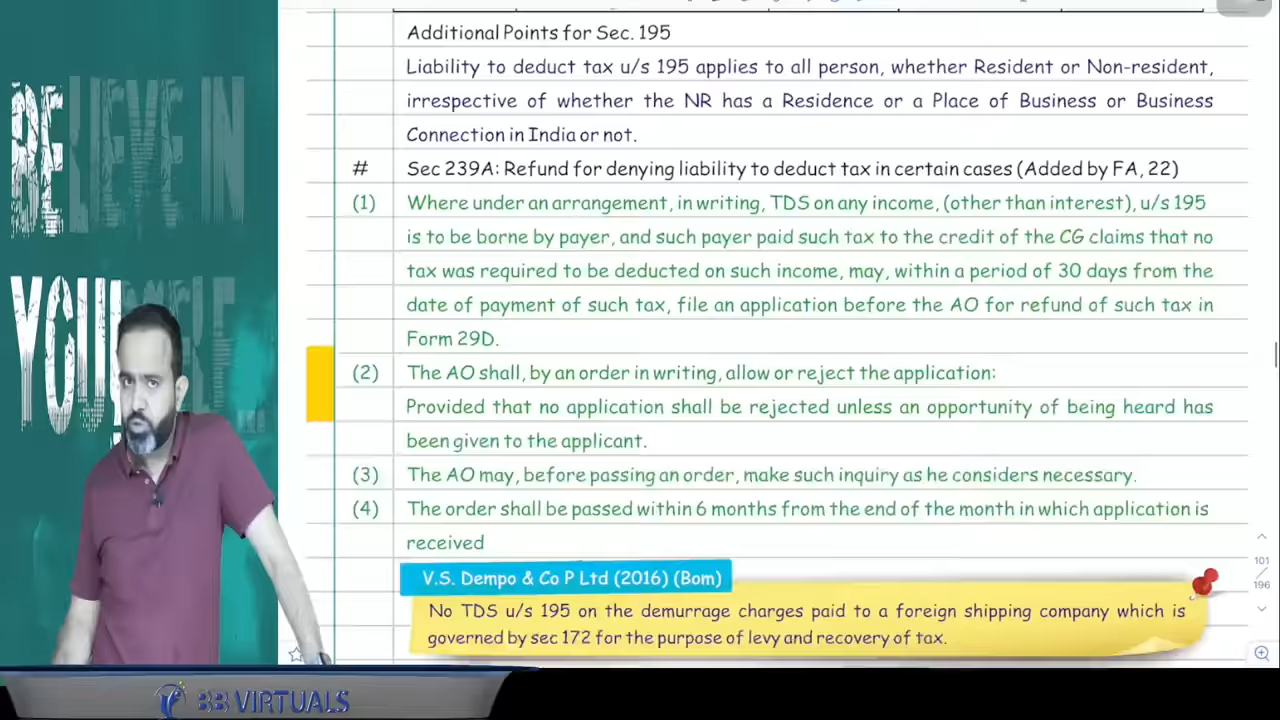 BELIEVE IN
Additional Points for Sec. 195
Liability to deduct tax u/s 195 applies to all person, whether Resident or Non-resident,
irrespective of whether the NR has a Residence or a Place of Business or Business
Connection in India or not.
# Sec 239A: Refund for denying liability to deduct tax in certain cases (Added by FA, 22)
(1) Where under an arrangement, in writing, TDS on any income, (other than interest), u/s 195
is to be borne by payer, and such payer paid such tax to the credit of the CG claims that no
tax was required to be deducted on such income, may, within a period of 30 days from the
date of payment of such tax, file an application before the AO for refund of such tax in
Form 29D.
(2) The AO shall, by an order in writing, allow or reject the application:
Provided that no application shall be rejected unless an opportunity of being heard has
been given to the applicant.
(3) The AO may, before passing an order, make such inquiry as he considers necessary.
(4) The order shall be passed within 6 months from the end of the month in which application is
received
V.S. Dempo & Co P Ltd (2016) (Bom)
No TDS u/s 195 on the demurrage charges paid to a foreign shipping company which is
governed by sec 172 for the purpose of levy and recovery of tax.
101
/
196
BB VIRTUALS